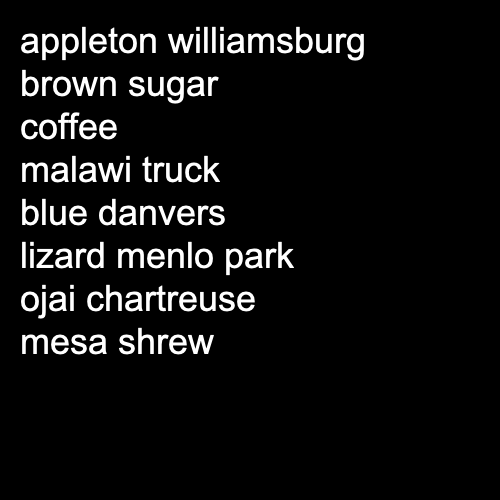 appleton williamsburg
brown sugar
coffee
malawi truck
blue danvers
lizard menlo park
ojai chartreuse
mesa shrew